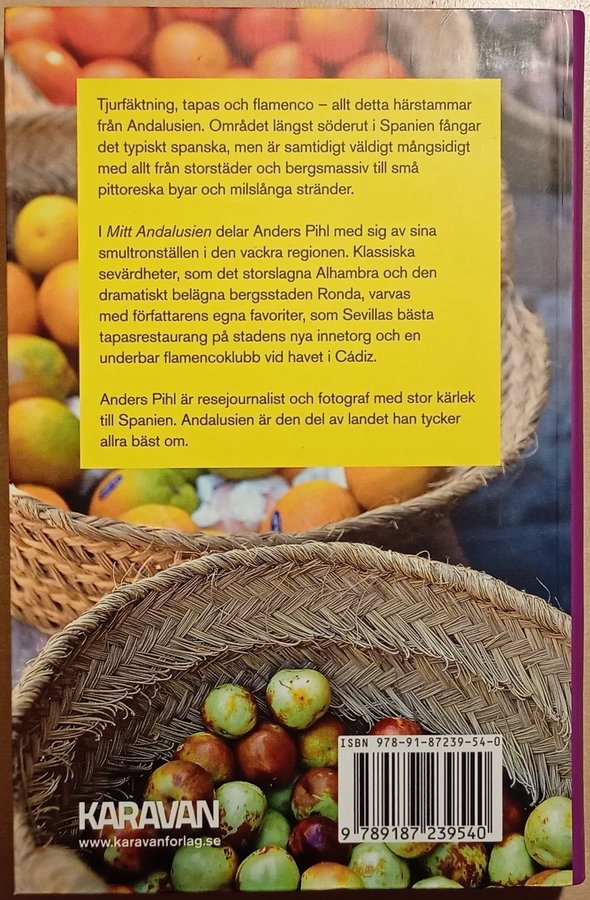 Tjurfäktning, tapas och flamenco – allt detta härstammar
från Andalusien. Området längst söderut i Spanien fångar
det typiskt spanska, men är samtidigt väldigt mångsidigt
med allt från storstäder och bergsmassiv till små
pittoreska byar och milslånga stränder.
I Mitt Andalusien delar Anders Pihl med sig av sina
smultronställen i den vackra regionen. Klassiska
sevärdheter, som det storslagna Alhambra och den
dramatiskt belägna bergsstaden Ronda, varvas
med författarens egna favoriter, som Sevillas bästa
tapasrestaurang på stadens nya innetorg och en
underbar flamencoklubb vid havet i Cádiz.
Anders Pihl är resejournalist och fotograf med stor kärlek
till Spanien. Andalusien är den del av landet han tycker
allra bäst om.
ISBN 978-91-87239-54-0
9 789187 239540
KARAVAN
www.karavanforlag.se